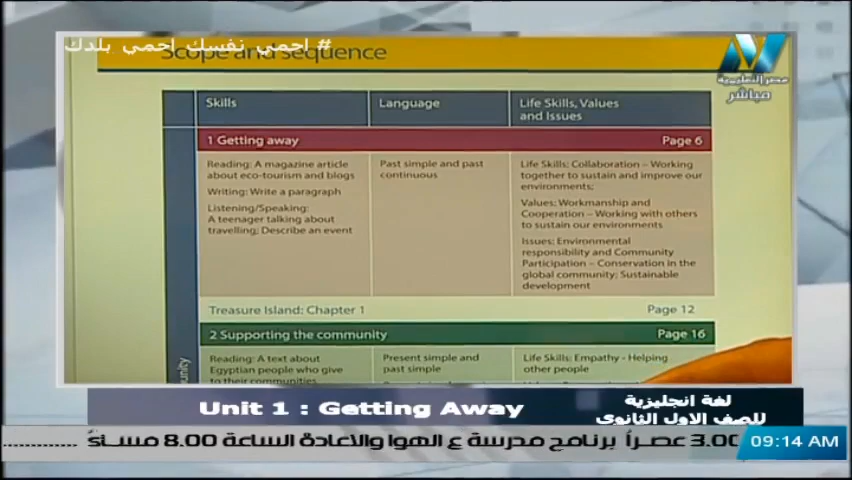 # احمي نفسك احمي بلدك
Scope and sequence
مصر التعليمية
مباشر
Skills
Language
Life Skills, Values
and Issues
1 Getting away
Page 6
Reading: A magazine article
about eco-tourism and blogs
Writing: Write a paragraph
Listening/Speaking:
A teenager talking about
travelling; Describe an event
Past simple and past
continuous
Life Skills: Collaboration – Working
together to sustain and improve our
environments;
Values: Workmanship and
Cooperation – Working with others
to sustain our environments
Issues: Environmental
responsibility and Community
Participation – Conservation in the
global community; Sustainable
development
Treasure Island: Chapter 1
Page 12
2 Supporting the community
Page 16
Reading: A text about
Egyptian people who give
to their communities
Present simple and
past simple
Life Skills: Empathy - Helping
other people
Unit 1 : Getting Away
لغة انجليزية
للصف الاول الثانوى
3.00 عصراً برنامج مدرسة ع الهوا والاعادة الساعة 8.00 مساءً
09:14 AM